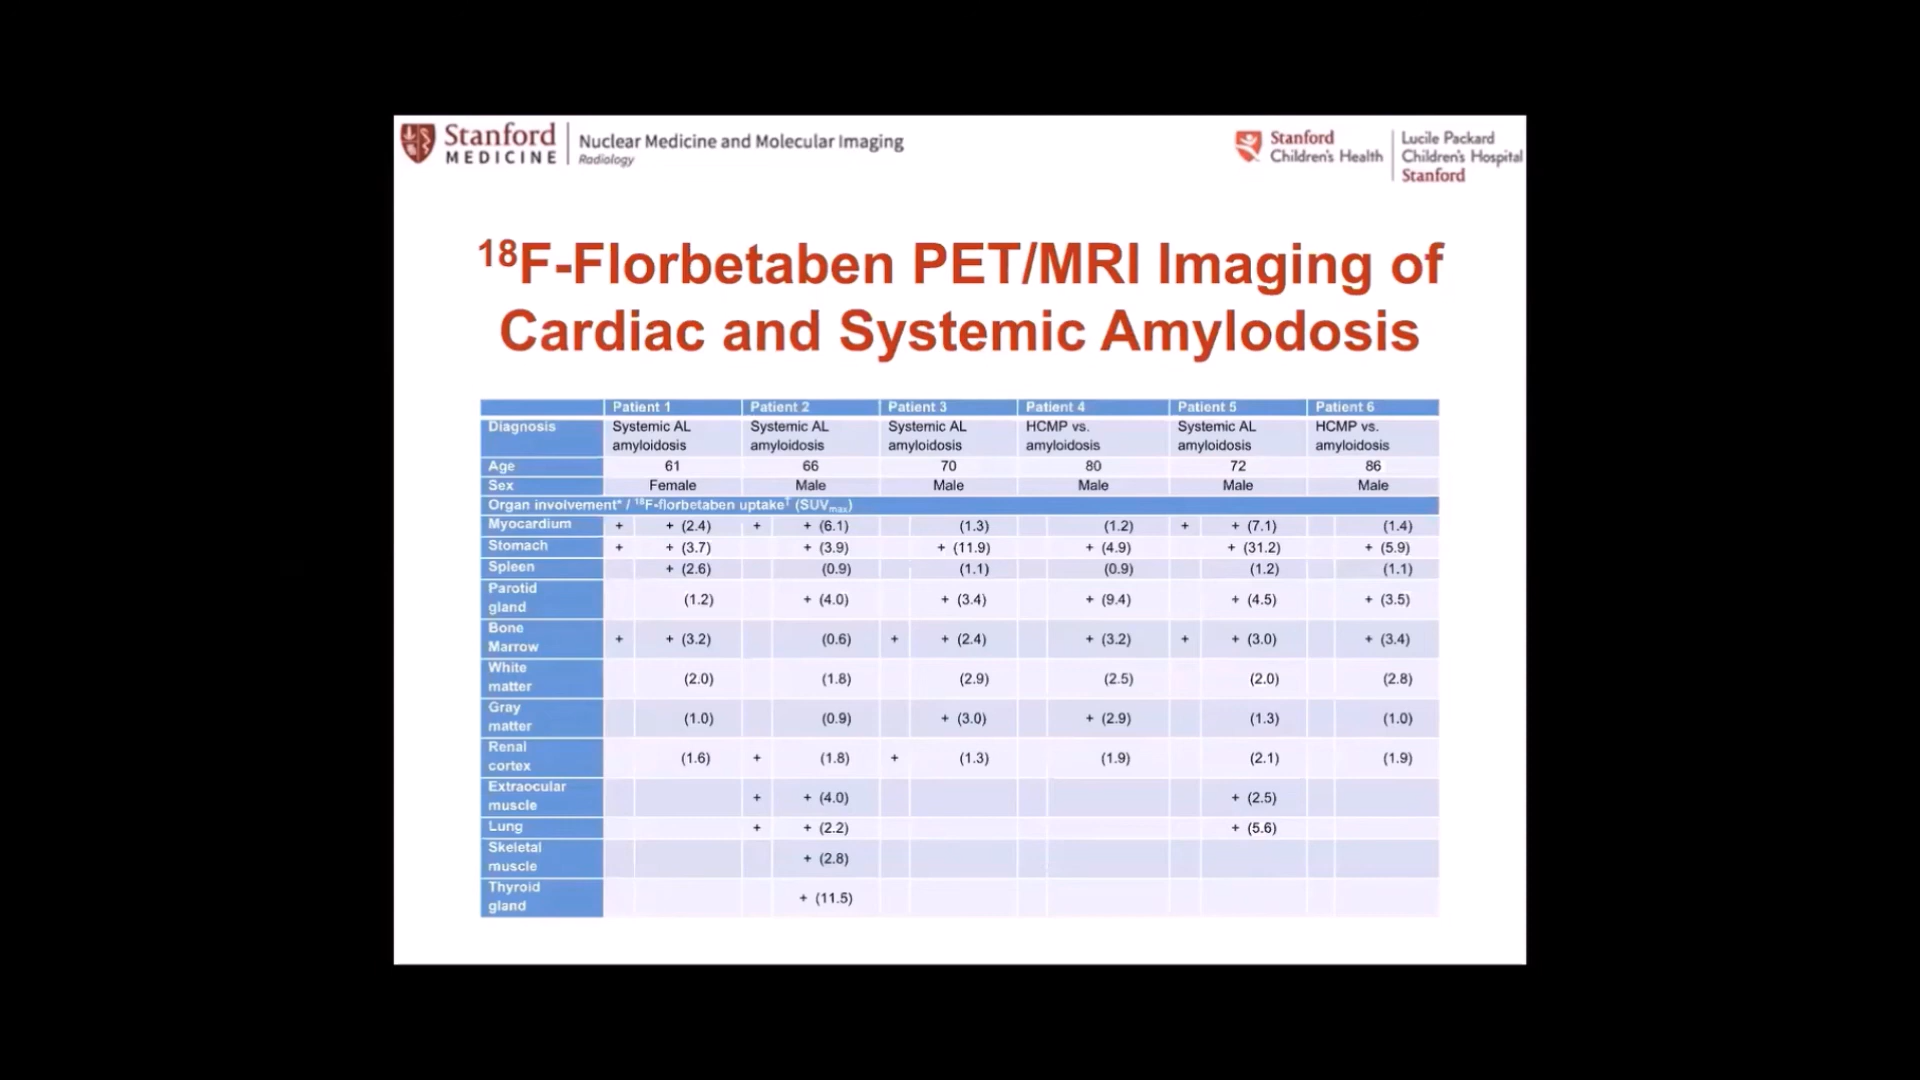 Stanford MEDICINE | Nuclear Medicine and Molecular Imaging
Radiology
Stanford Children's Health | Lucile Packard Children's Hospital Stanford
18F-Florbetaben PET/MRI Imaging of
Cardiac and Systemic Amylodosis
Patient 1 Patient 2 Patient 3 Patient 4 Patient 5 Patient 6
Diagnosis Systemic AL amyloidosis Systemic AL amyloidosis Systemic AL amyloidosis HCMP vs. amyloidosis Systemic AL amyloidosis HCMP vs. amyloidosis
Age 61 66 70 80 72 86
Sex Female Male Male Male Male Male
Organ involvement* / 18F-florbetaben uptake† (SUVmax)
Myocardium + + (2.4) + + (6.1) (1.3) (1.2) + + (7.1) (1.4)
Stomach + + (3.7) + (3.9) + (11.9) + (4.9) + (31.2) + (5.9)
Spleen + (2.6) (0.9) (1.1) (0.9) (1.2) (1.1)
Parotid gland (1.2) + (4.0) + (3.4) + (9.4) + (4.5) + (3.5)
Bone Marrow + + (3.2) (0.6) + + (2.4) + (3.2) + + (3.0) + (3.4)
White matter (2.0) (1.8) (2.9) (2.5) (2.0) (2.8)
Gray matter (1.0) (0.9) + (3.0) + (2.9) (1.3) (1.0)
Renal cortex (1.6) + (1.8) + (1.3) (1.9) (2.1) (1.9)
Extraocular muscle + + (4.0) + (2.5)
Lung + + (2.2) + (5.6)
Skeletal muscle + (2.8)
Thyroid gland + (11.5)